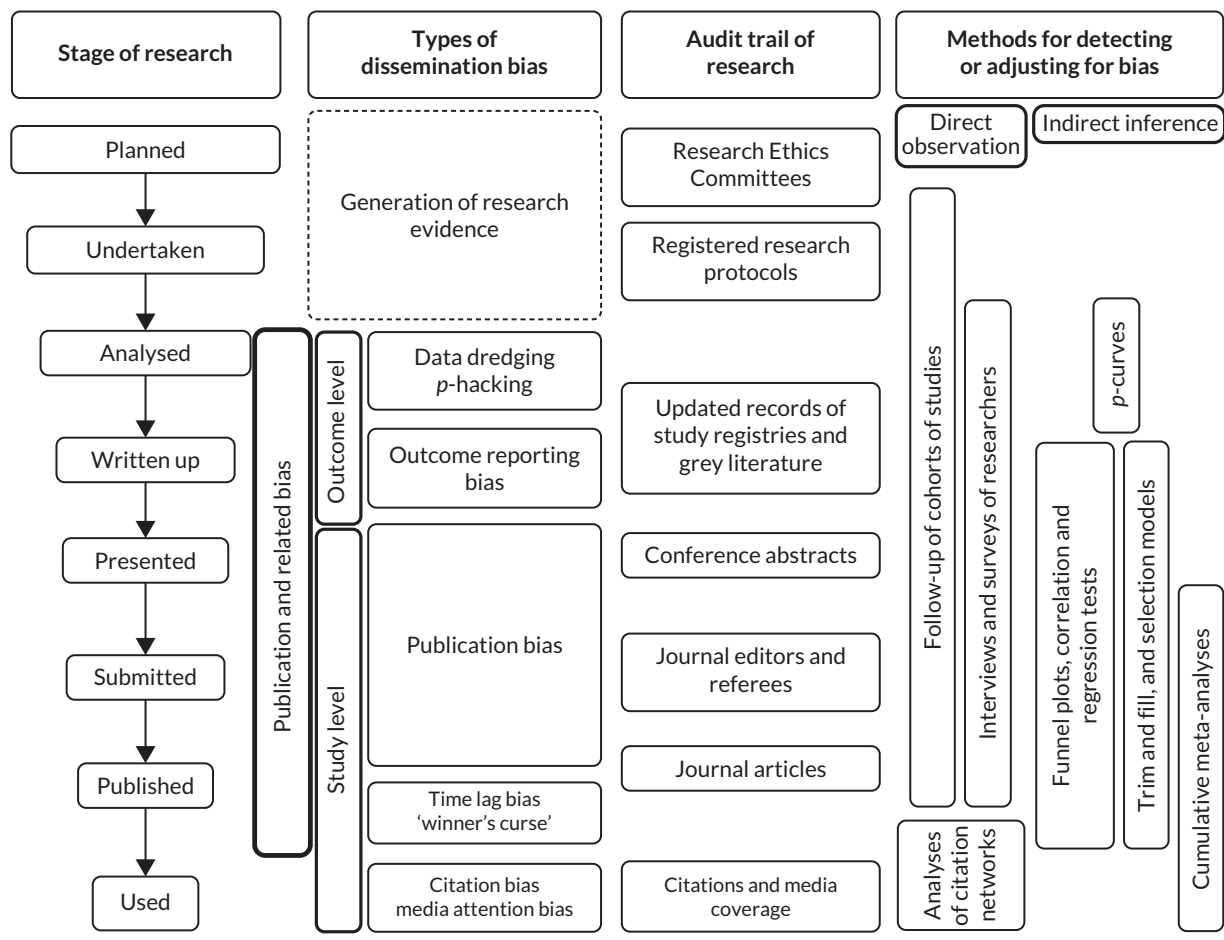 Stage of research
Types of
dissemination bias
Audit trail of
research
Methods for detecting
or adjusting for bias
Planned
Undertaken
Analysed
Written up
Presented
Submitted
Published
Used
Publication and related bias
Outcome level
Study level
Generation of research
evidence
Data dredging
p-hacking
Outcome reporting
bias
Publication bias
Time lag bias
‘winner’s curse’
Citation bias
media attention bias
Research Ethics
Committees
Registered research
protocols
Updated records of
study registries and
grey literature
Conference abstracts
Journal editors and
referees
Journal articles
Citations and media
coverage
Direct
observation
Indirect inference
Follow-up of cohorts of studies
Interviews and surveys of researchers
Analyses
of citation
networks
p-curves
Funnel plots, correlation and
regression tests
Trim and fill, and selection models
Cumulative meta-analyses